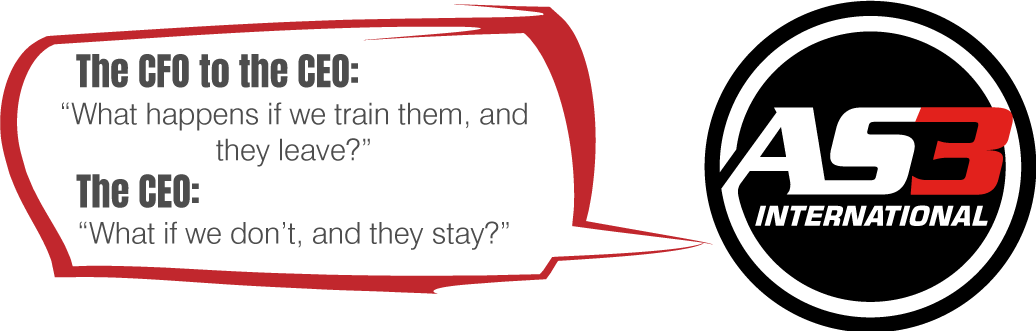 The CFO to the CEO:
“What happens if we train them, and
they leave?”
The CEO:
“What if we don’t, and they stay?”
AS3
INTERNATIONAL